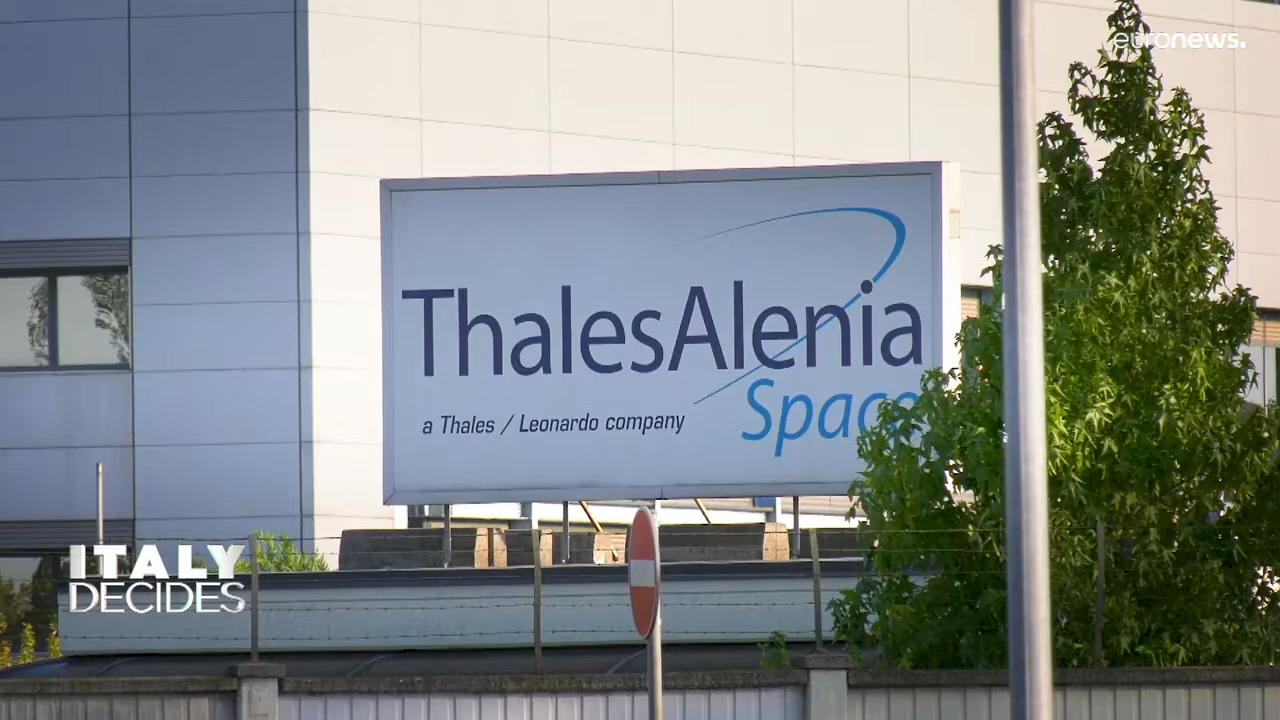 euronews.
ThalesAlenia
Space
a Thales / Leonardo company
ITALY
DECIDES